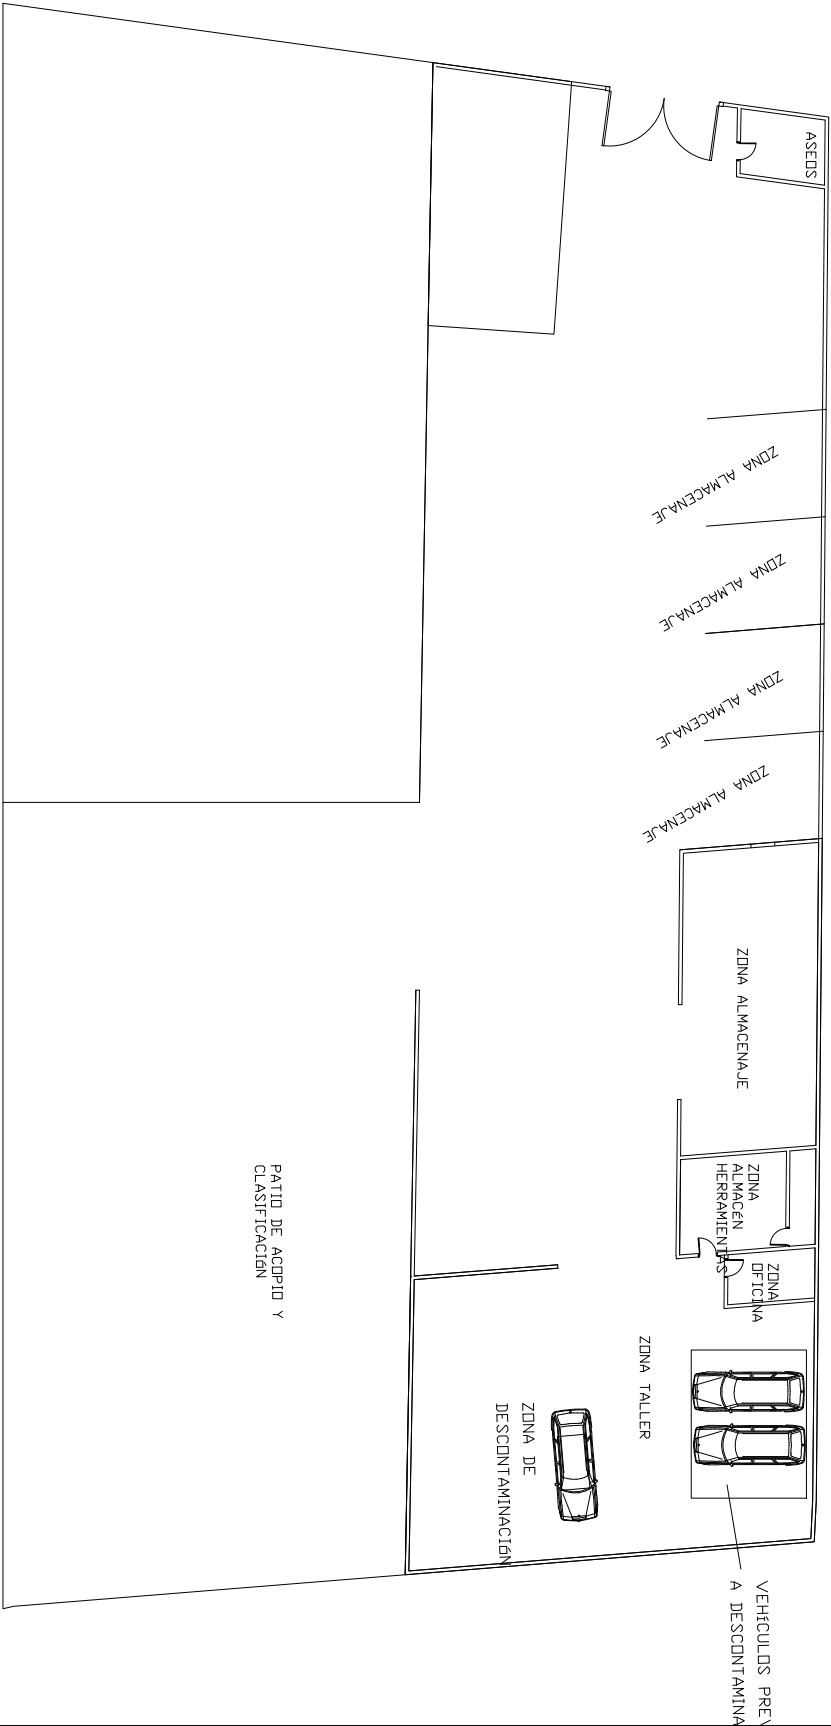 ASEOS
ZONA ALMACENAJE
ZONA ALMACENAJE
ZONA ALMACENAJE
ZONA ALMACENAJE
ZONA ALMACENAJE
ZONA
ALMACéN
HERRAMIENTAS
ZONA
OFICINA
PATIO DE ACOPIO Y
CLASIFICACIóN
ZONA TALLER
ZONA DE
DESCONTAMINACIóN
VEHíCULOS PREV
A DESCONTAMINA